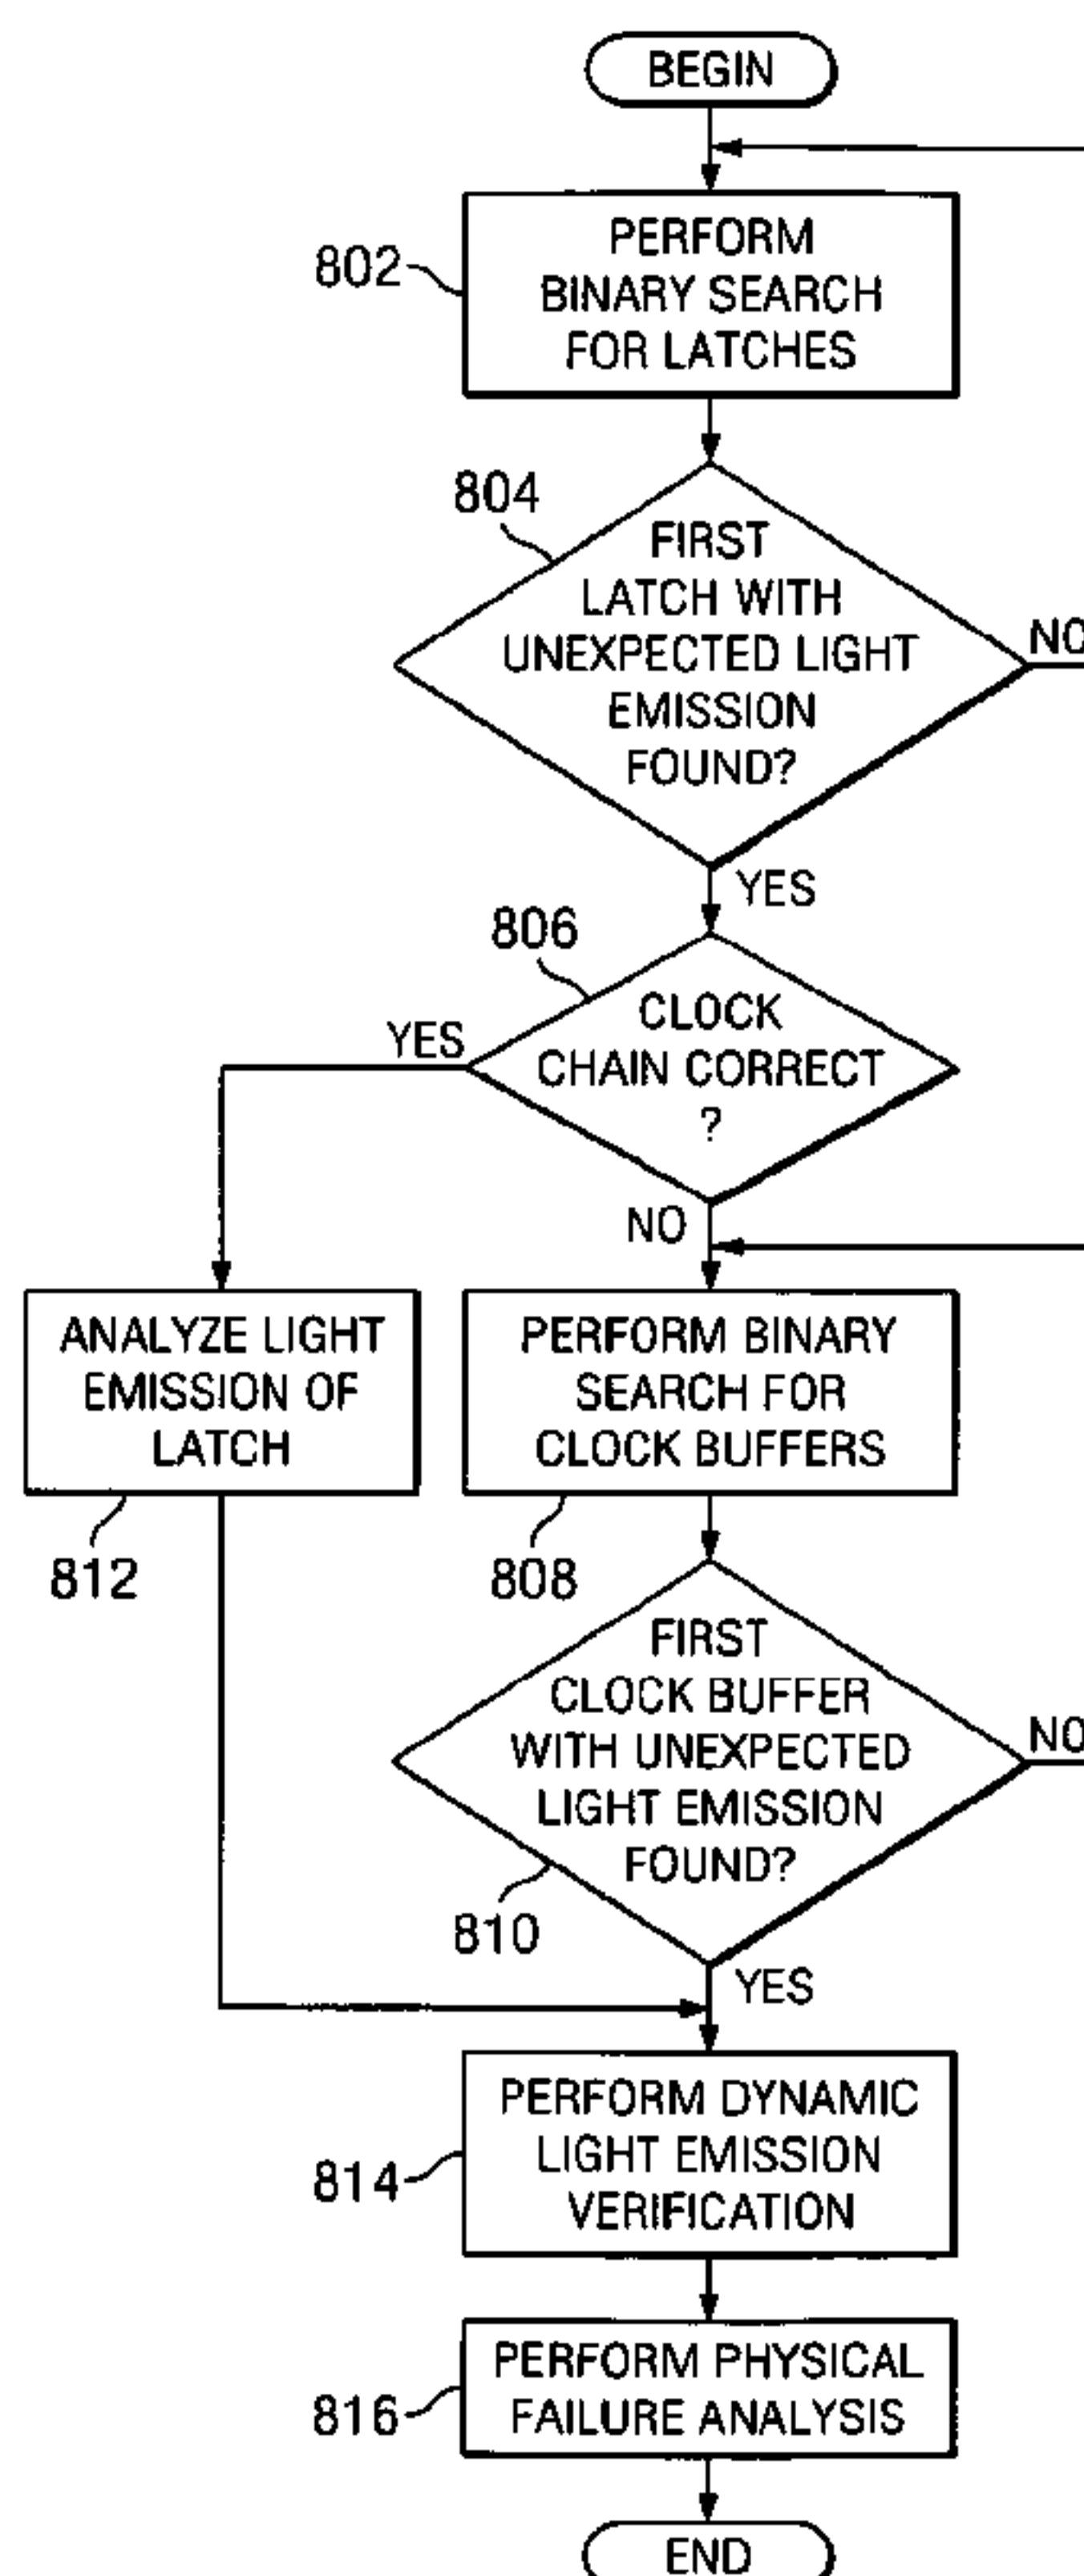 BEGIN
802
PERFORM
BINARY SEARCH
FOR LATCHES
804
FIRST
LATCH WITH
UNEXPECTED LIGHT
EMISSION
FOUND?
NO
YES
806
CLOCK
CHAIN CORRECT
?
YES
NO
ANALYZE LIGHT
EMISSION OF
LATCH
812
PERFORM BINARY
SEARCH FOR
CLOCK BUFFERS
808
FIRST
CLOCK BUFFER
WITH UNEXPECTED
LIGHT EMISSION
FOUND?
NO
810
YES
814
PERFORM DYNAMIC
LIGHT EMISSION
VERIFICATION
816
PERFORM PHYSICAL
FAILURE ANALYSIS
END